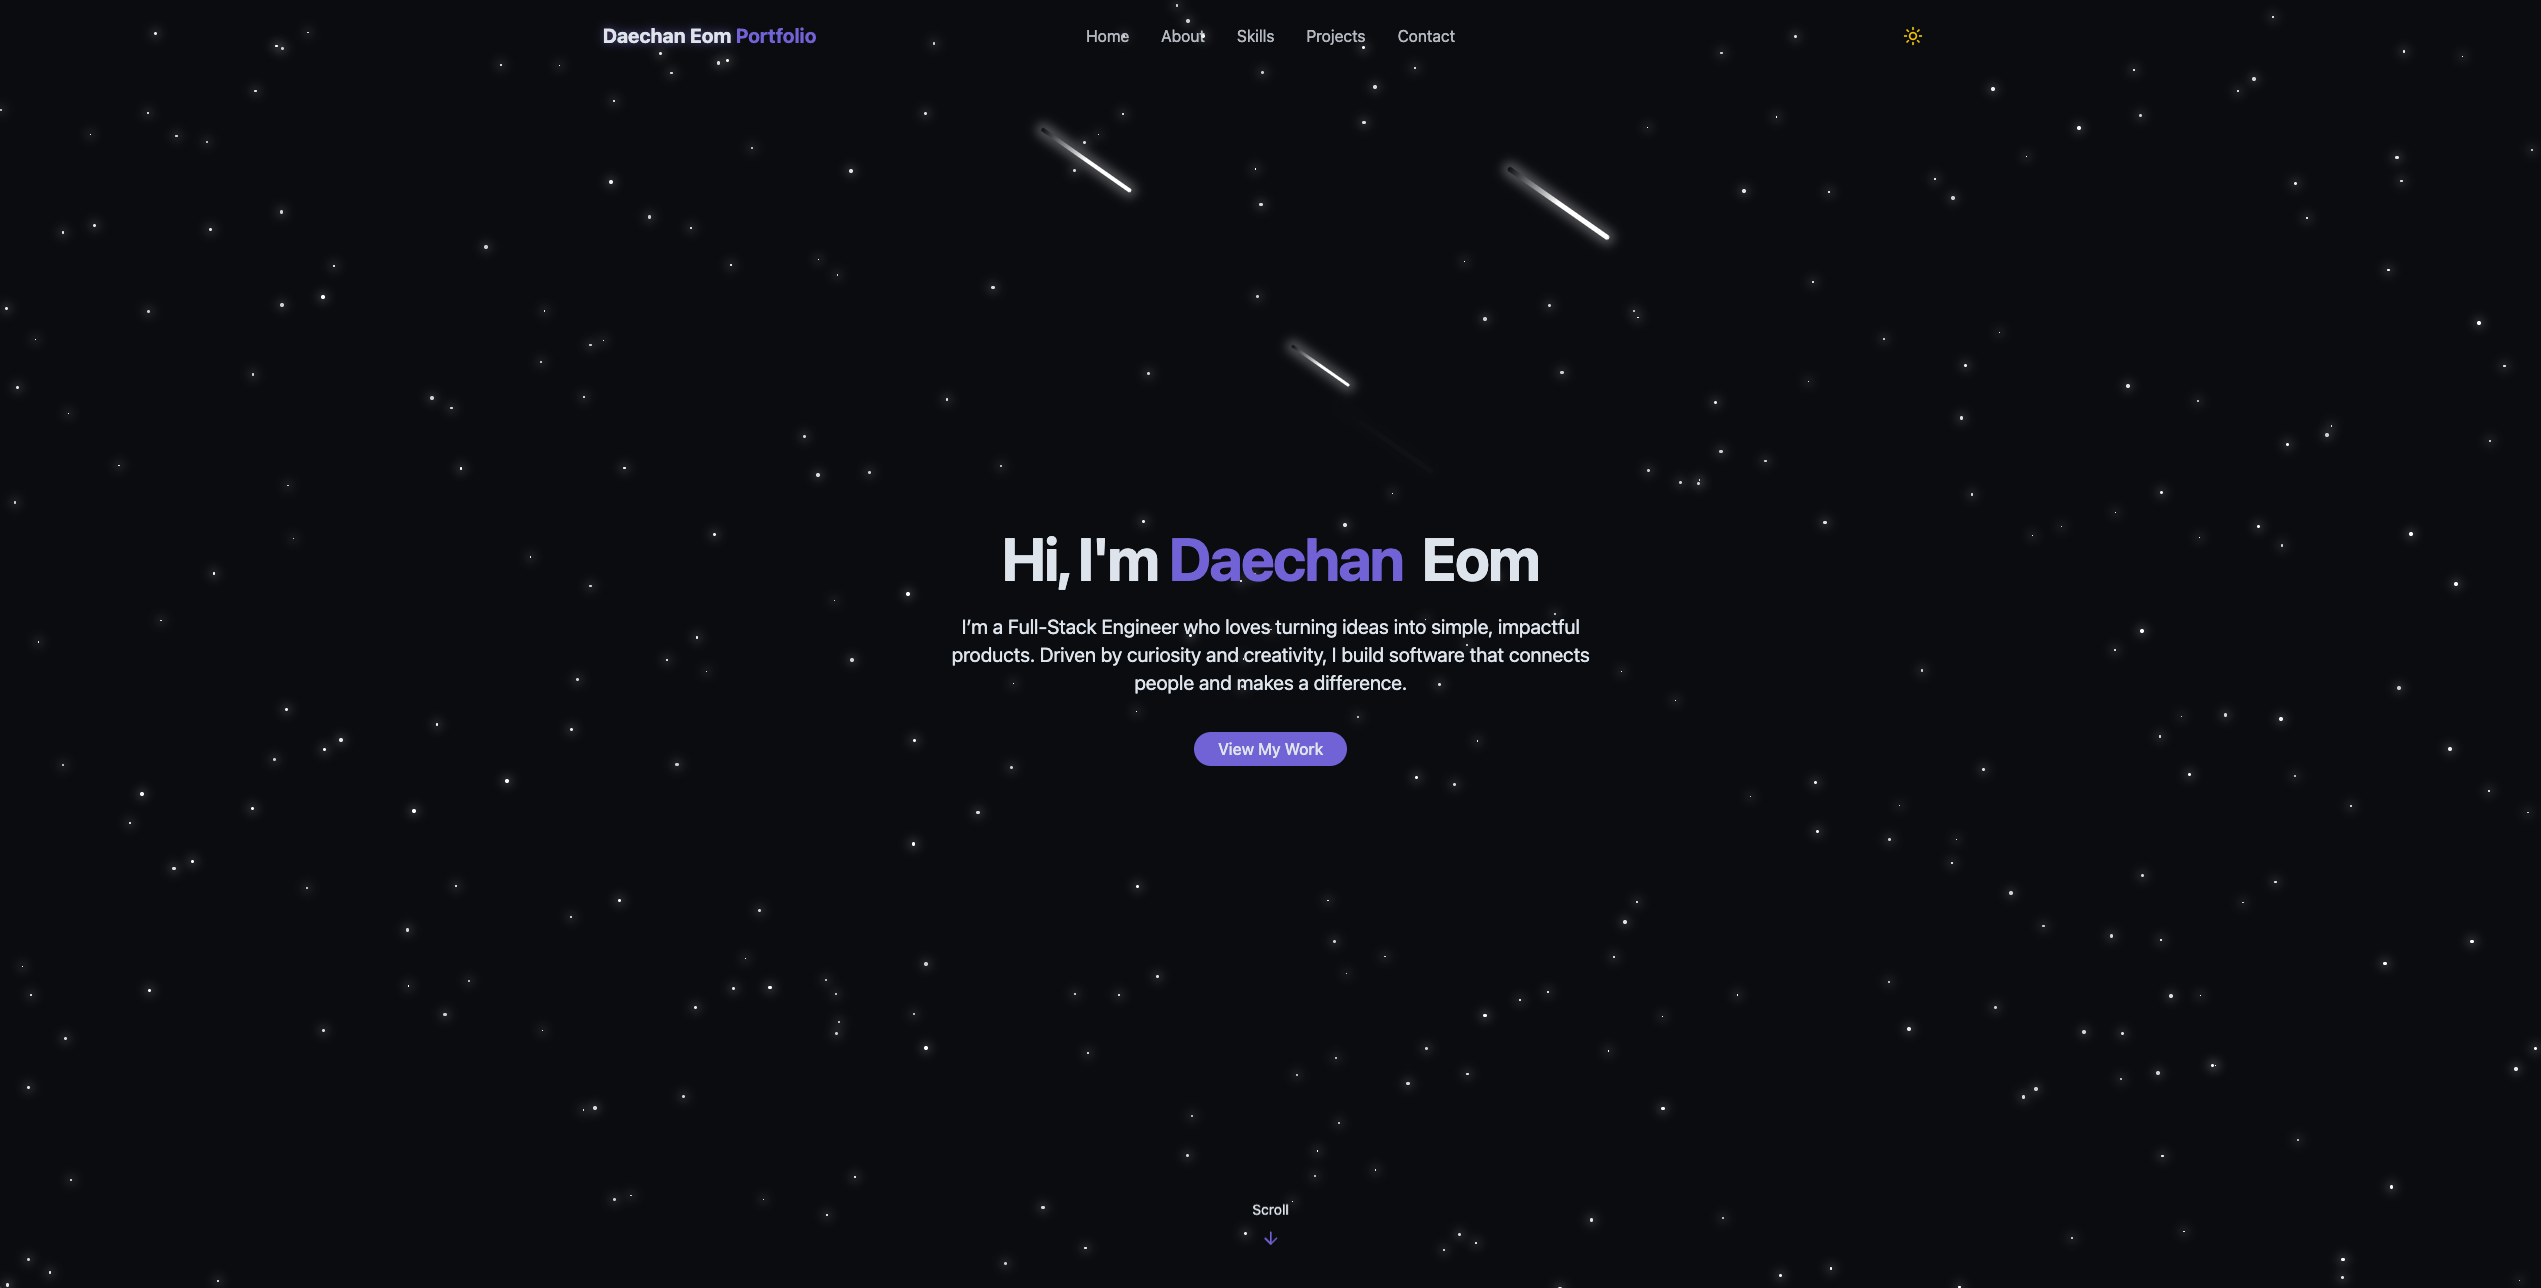 Daechan Eom Portfolio
Home About Skills Projects Contact
Hi, I'm Daechan Eom
I’m a Full-Stack Engineer who loves turning ideas into simple, impactful
products. Driven by curiosity and creativity, I build software that connects
people and makes a difference.
View My Work
Scroll